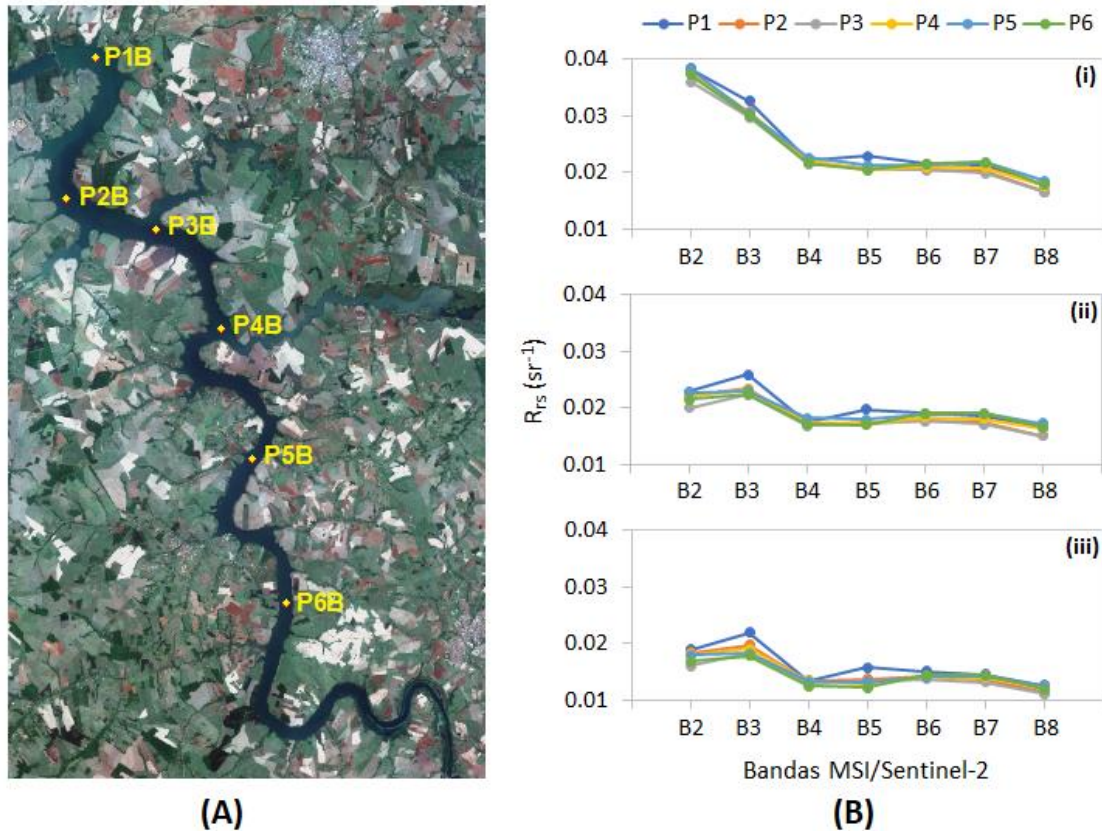 P1B
P2B
P3B
P4B
P5B
P6B
(A)
P1 P2 P3 P4 P5 P6
(i)
0.04
0.03
0.02
0.01
B2 B3 B4 B5 B6 B7 B8
(ii)
0.04
0.03
0.02
0.01
B2 B3 B4 B5 B6 B7 B8
(iii)
0.04
0.03
0.02
0.01
B2 B3 B4 B5 B6 B7 B8
Rrs (sr-1)
Bandas MSI/Sentinel-2
(B)